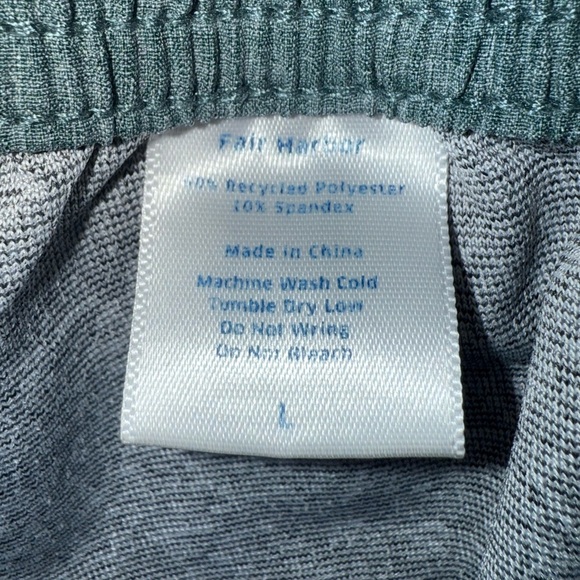 Fair Harbor
90% Recycled Polyester
10% Spandex
Made in China
Machine Wash Cold
Tumble Dry Low
Do Not Wring
Do Not Bleach
L